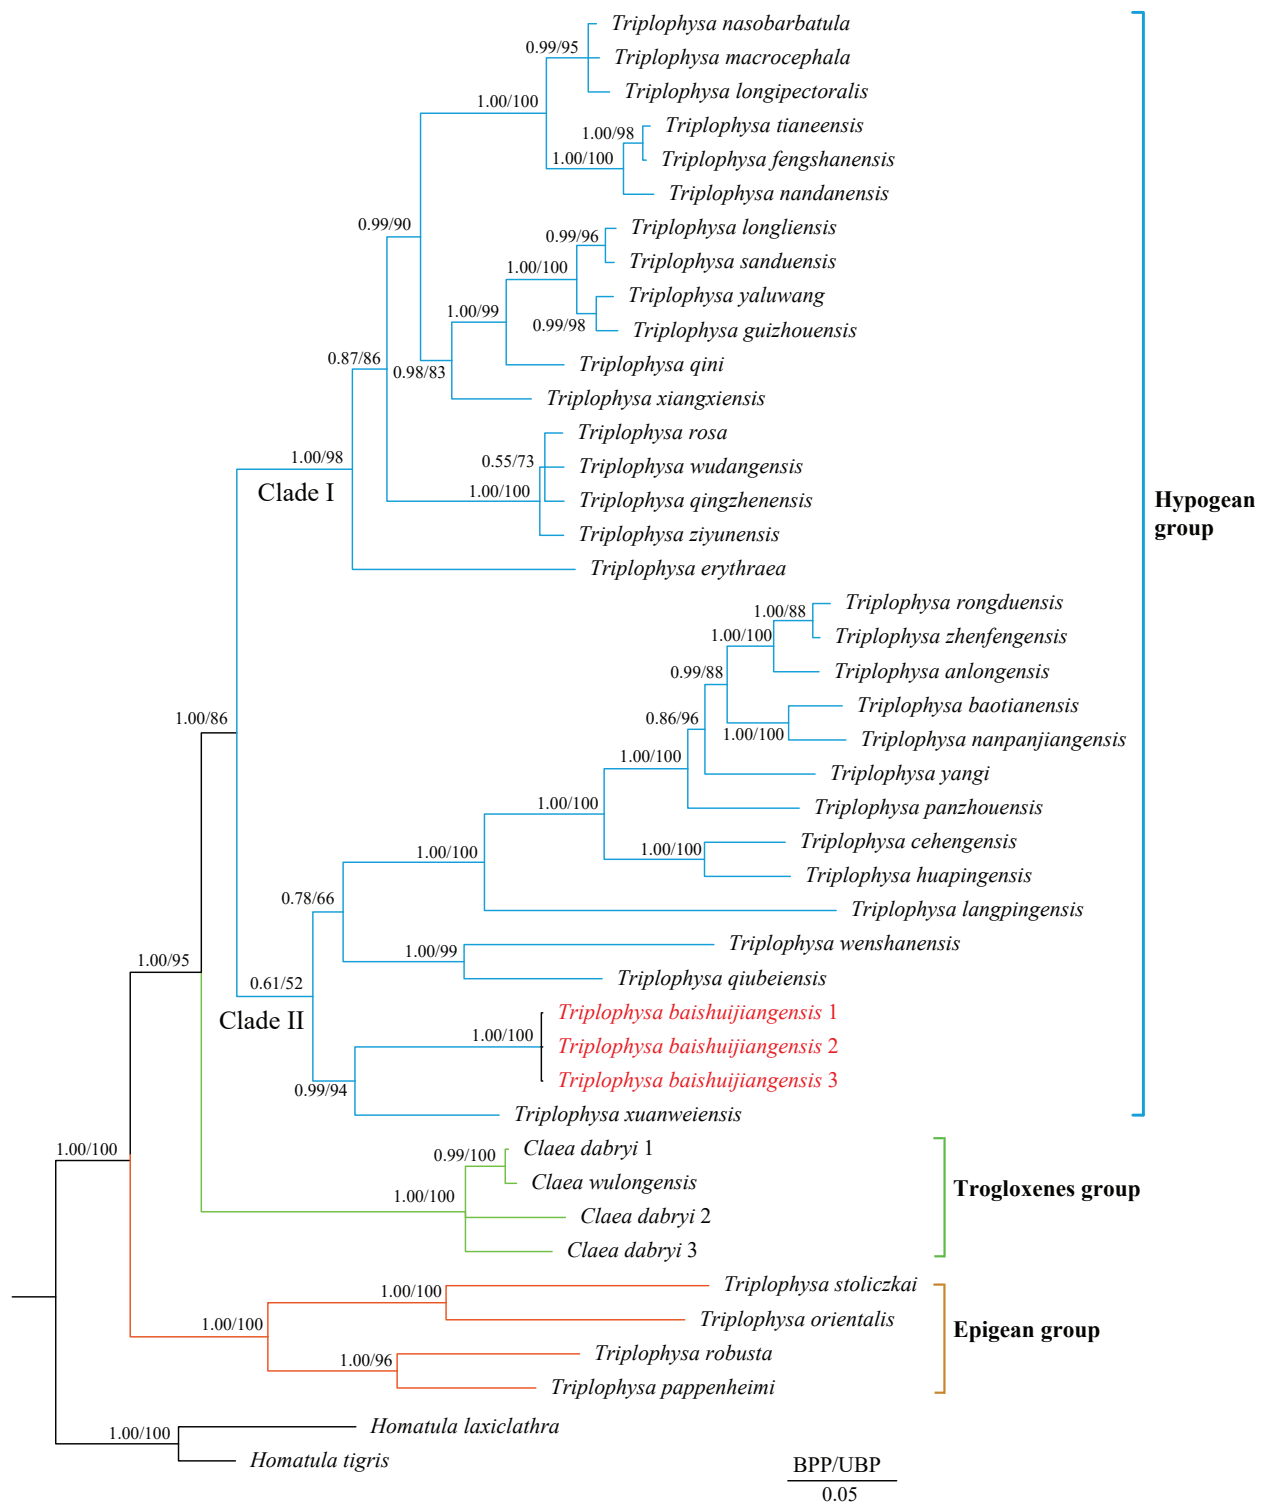 Triplophysa nasobarbatula
0.99/95
Triplophysa macrocephala
Triplophysa longipectoralis
1.00/100
Triplophysa tianeensis
1.00/98
Triplophysa fengshanensis
1.00/100
Triplophysa nandanensis
0.99/90
Triplophysa longliensis
0.99/96
Triplophysa sanduensis
1.00/100
Triplophysa yaluwang
0.99/98
Triplophysa guizhouensis
1.00/99
Triplophysa qini
0.87/86
0.98/83
Triplophysa xiangxiensis
Triplophysa rosa
0.55/73
Triplophysa wudangensis
1.00/98
Clade I
1.00/100
Triplophysa qingzhenensis
Triplophysa ziyunensis
Hypogean
group
Triplophysa erythraea
Triplophysa rongduensis
1.00/88
Triplophysa zhenfengensis
1.00/100
Triplophysa anlongensis
0.99/88
Triplophysa baotianensis
0.86/96
1.00/100
Triplophysa nanpanjiangensis
1.00/86
1.00/100
Triplophysa yangi
Triplophysa panzhouensis
1.00/100
Triplophysa cehengensis
1.00/100
1.00/100
Triplophysa huapingensis
0.78/66
Triplophysa langpingensis
Triplophysa wenshanensis
1.00/99
1.00/95
Triplophysa qiubeiensis
0.61/52
Clade II
Triplophysa baishuijiangensis 1
1.00/100
Triplophysa baishuijiangensis 2
Triplophysa baishuijiangensis 3
0.99/94
Triplophysa xuanweiensis
1.00/100
Claea dabryi 1
0.99/100
Claea wulongensis
1.00/100
Trogloxenes group
Claea dabryi 2
Claea dabryi 3
Triplophysa stoliczkai
1.00/100
Triplophysa orientalis
1.00/100
Epigean group
Triplophysa robusta
1.00/96
Triplophysa pappenheimi
Homatula laxiclathra
1.00/100
Homatula tigris
BPP/UBP
0.05